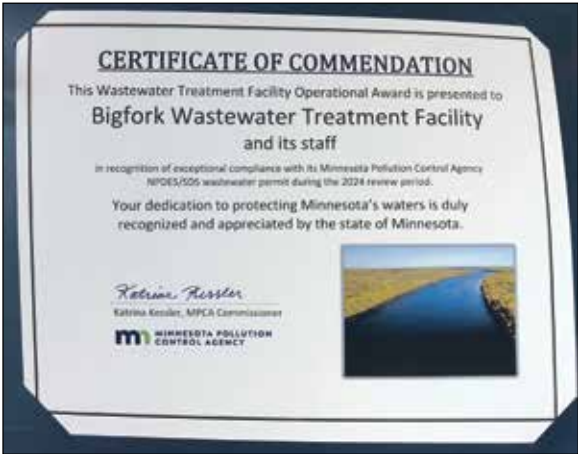 CERTIFICATE OF COMMENDATION
This Wastewater Treatment Facility Operational Award is presented to
Bigfork Wastewater Treatment Facility
and its staff
in recognition of exceptional compliance with its Minnesota Pollution Control Agency
NPDES/SDS wastewater permit during the 2024 review period.
Your dedication to protecting Minnesota's waters is duly
recognized and appreciated by the state of Minnesota.
Katrina Kessler
Katrina Kessler, MPCA Commissioner
mn MINNESOTA POLLUTION
CONTROL AGENCY